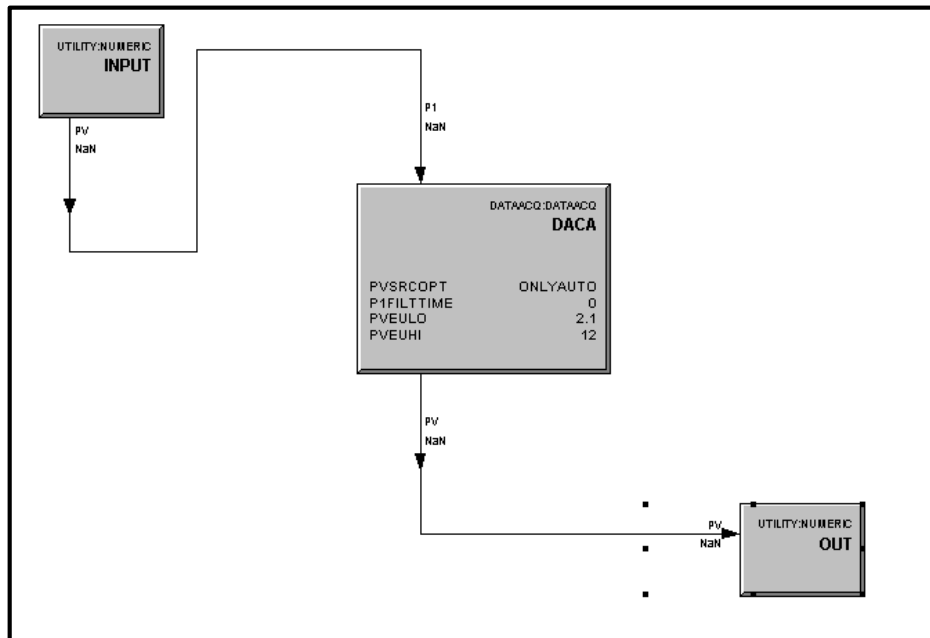 UTILITY:NUMERIC
INPUT
PV
NaN
P1
NaN
DATAACQ:DATAACQ
DACA
PVSRCOPT ONLYAUTO
P1FILTTIME 0
PVEULO 2.1
PVEUHI 12
PV
NaN
PV
NaN
UTILITY:NUMERIC
OUT